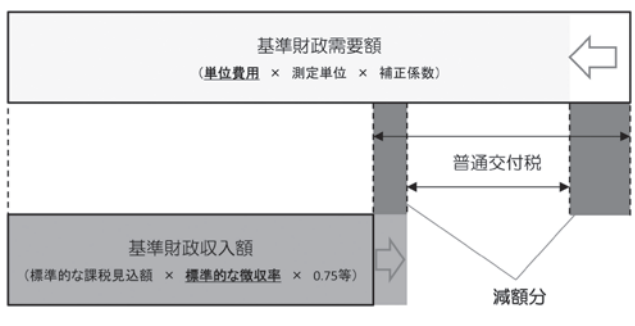 基準財政需要額
（単位費用 × 測定単位 × 補正係数）
普通交付税
基準財政収入額
（標準的な課税見込額 × 標準的な徴収率 × 0.75等）
減額分